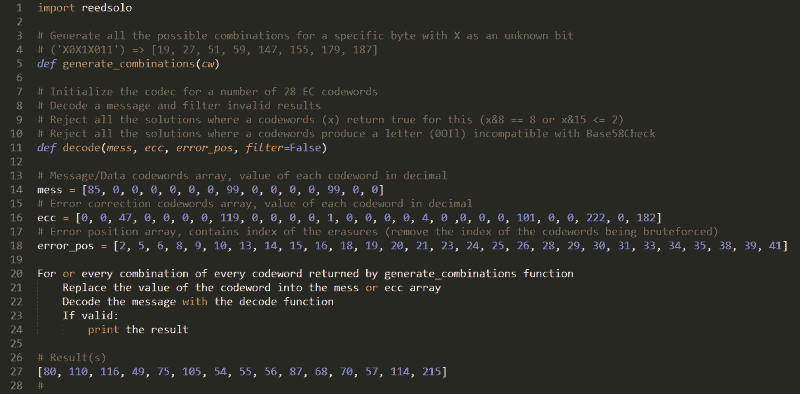 1 import reedsolo
2
3 # Generate all the possible combinations for a specific byte with X as an unknown bit
4 # ('X0X1X011') => [19, 27, 51, 59, 147, 155, 179, 187]
5 def generate_combinations(cw)
6
7 # Initialize the codec for a number of 28 EC codewords
8 # Decode a message and filter invalid results
9 # Reject all the solutions where a codewords (x) return true for this (x&8 == 8 or x&15 <= 2)
10 # Reject all the solutions where a codewords produce a letter (0OIl) incompatible with Base58Check
11 def decode(mess, ecc, error_pos, filter=False)
12
13 # Message/Data codewords array, value of each codeword in decimal
14 mess = [85, 0, 0, 0, 0, 0, 0, 99, 0, 0, 0, 0, 99, 0, 0]
15 # Error correction codewords array, value of each codeword in decimal
16 ecc = [0, 0, 47, 0, 0, 0, 0, 119, 0, 0, 0, 0, 1, 0, 0, 0, 0, 4, 0 ,0, 0, 0, 101, 0, 0, 222, 0, 182]
17 # Error position array, contains index of the erasures (remove the index of the codewords being bruteforced)
18 error_pos = [2, 5, 6, 8, 9, 10, 13, 14, 15, 16, 18, 19, 20, 21, 23, 24, 25, 26, 28, 29, 30, 31, 33, 34, 35, 38, 39, 41]
19
20 For or every combination of every codeword returned by generate_combinations function
21 Replace the value of the codeword into the mess or ecc array
22 Decode the message with the decode function
23 If valid:
24 print the result
25
26 # Result(s)
27 [80, 110, 116, 49, 75, 105, 54, 55, 56, 87, 68, 70, 57, 114, 215]
28 #